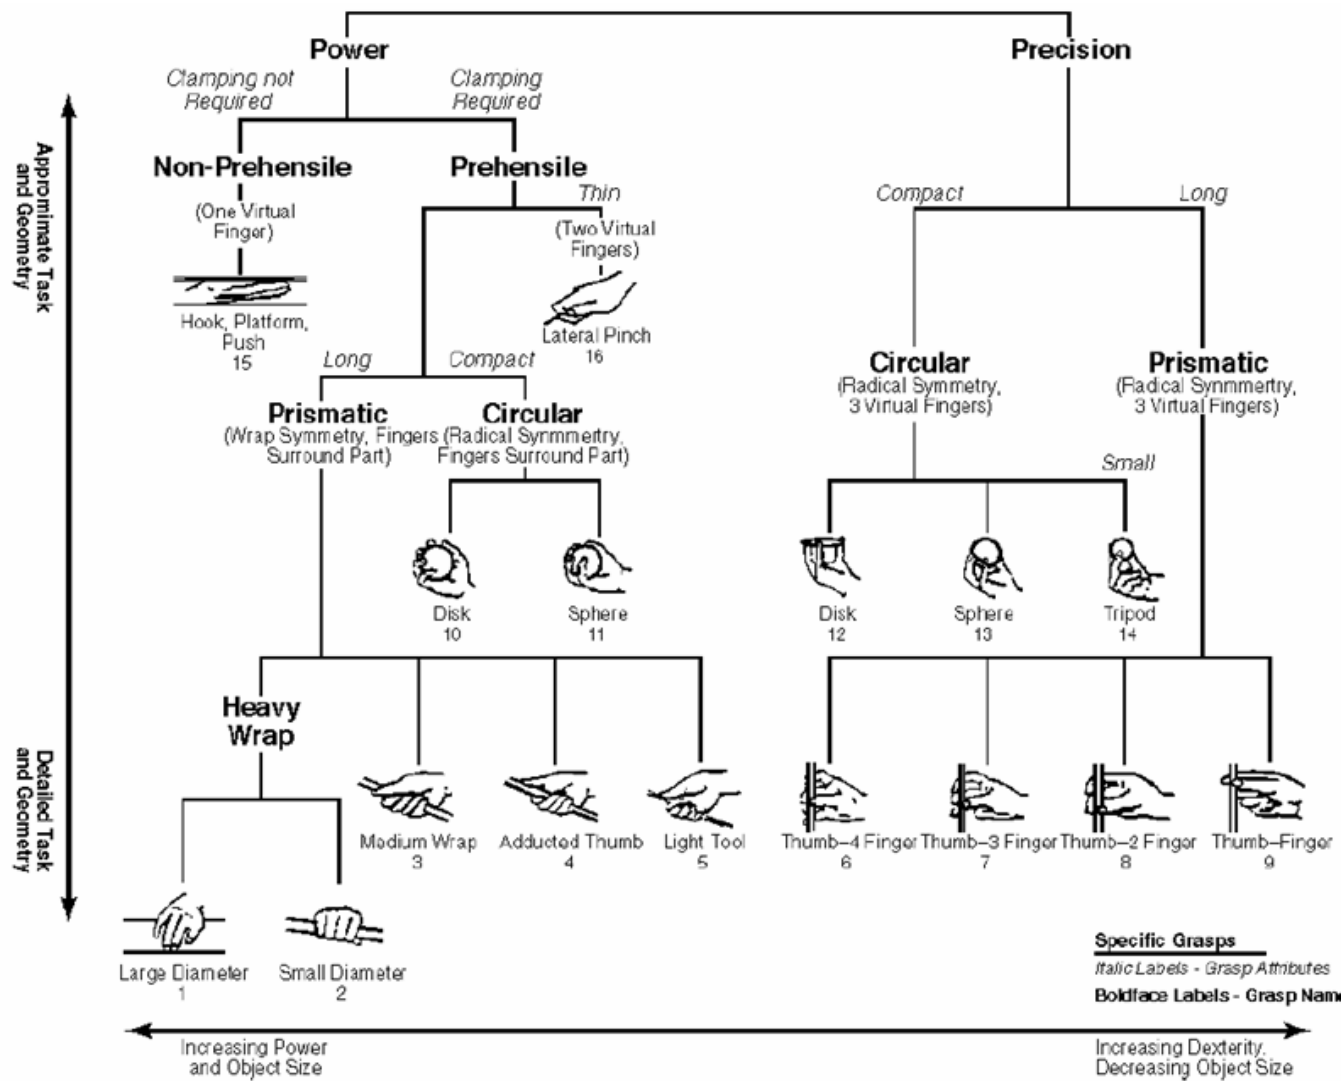 Power
Precision
Clamping not
Required
Clamping
Required
Non-Prehensile
Prehensile
(One Virtual
Finger)
Thin
(Two Virtual
Fingers)
Compact
Long
Hook, Platform,
Push
15
Lateral Pinch
16
Long
Compact
Prismatic
(Wrap Symmetry, Fingers
Surround Part)
Circular
(Radical Synmmertry,
Fingers Surround Part)
Circular
(Radical Symmetry,
3 Virtual Fingers)
Prismatic
(Radical Synmmertry,
3 Virtual Fingers)
Small
Disk
10
Sphere
11
Disk
12
Sphere
13
Tripod
14
Heavy
Wrap
Medium Wrap
3
Adducted Thumb
4
Light Tool
5
Thumb–4 Finger
6
Thumb–3 Finger
7
Thumb–2 Finger
8
Thumb–Finger
9
Large Diameter
1
Small Diameter
2
Appromimate Task
and Geometry
Detailed Task
and Geometry
Specific Grasps
Italic Labels - Grasp Attributes
Boldface Labels - Grasp Name
Increasing Power
and Object Size
Increasing Dexterity,
Decreasing Object Size